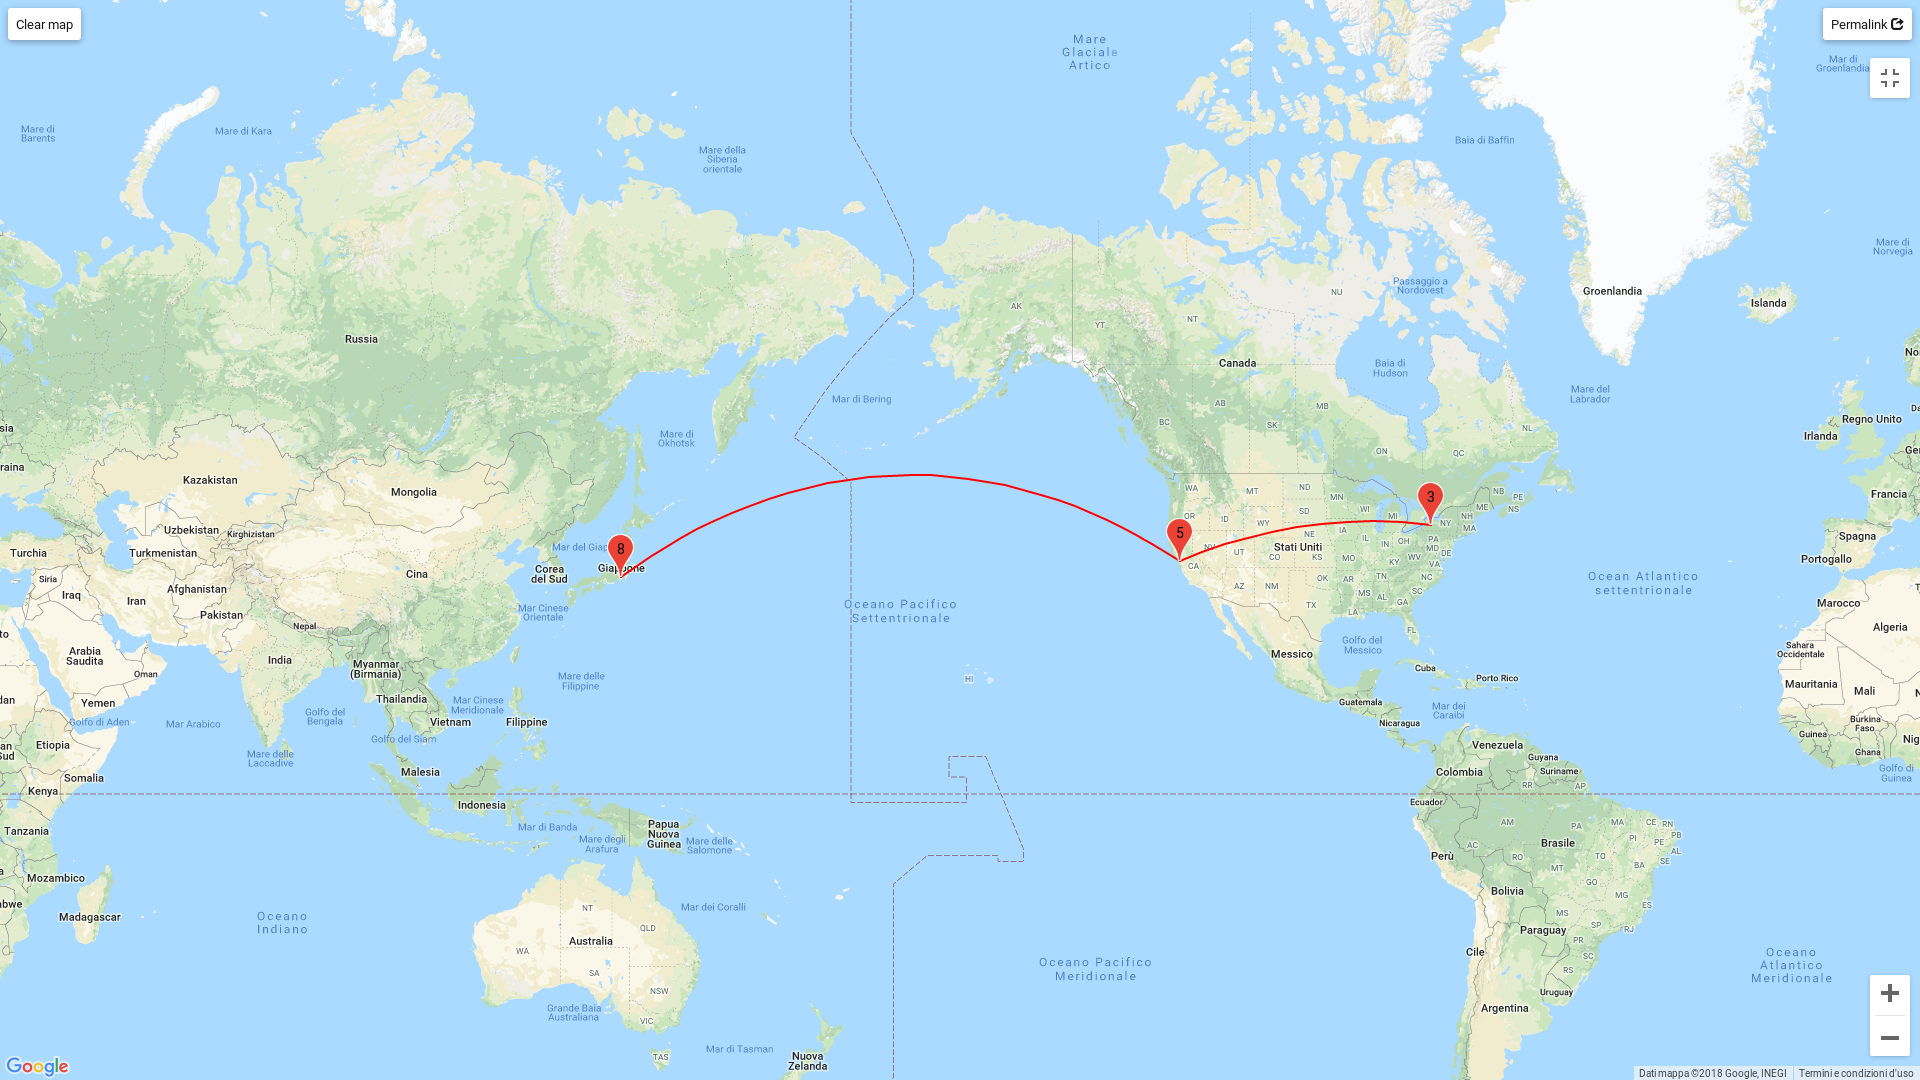 Clear map
Permalink
Mare
Glaciale
Artico
Mar di
Groenlandia
Mare di
Barents
Mare di Kara
Mare della
Siberia
orientale
Baia di Baffin
Mare di
Norvegia
Passaggio a
Nordovest
Groenlandia
Islanda
NU
AK
NT
YT
Russia
Canada
Baia di
Hudson
Mare di Bering
Mare del
Labrador
AB
MB
SK
BC
ON
QC
NL
Regno Unito
Irlanda
Mare di
Okhotsk
Kazakistan
Mongolia
Francia
WA
MT
ND
MN
NB
PE
ME
NS
3
Uzbekistan
Kirghizistan
Turkmenistan
Turchia
OR
ID
WY
SD
WI
MI
IA
NY
NH
MA
Spagna
Portogallo
5
8
Mar del Giap
Giappone
Corea
del Sud
Cina
NV
UT
CA
Stati Uniti
CO
KS
IL
IN
OH
PA
MD
DE
WV
VA
MO
KY
Siria
Iraq
Iran
Afghanistan
Pakistan
AZ
NM
OK
AR
TN
NC
MS
AL
SC
GA
TX
LA
FL
Ocean Atlantico
settentrionale
Marocco
Algeria
Mar Cinese
Orientale
Oceano Pacifico
Settentrionale
Nepal
Golfo del
Messico
Sahara
Occidentale
Arabia
Saudita
Oman
India
Myanmar
(Birmania)
Messico
Cuba
Porto Rico
HI
Mare delle
Filippine
Mauritania
Mali
Yemen
Thailandia
Mar Cinese
Meridionale
Guatemala
Mar dei
Caraibi
Golfo di Aden
Mar Arabico
Golfo del
Bengala
Vietnam
Filippine
Nicaragua
Burkina
Faso
Guinea
Ghana
Etiopia
Golfo del Siam
Mare delle
Laccadive
Venezuela
Guyana
Suriname
Colombia
Golfo di
Guinea
Somalia
Kenya
Malesia
Indonesia
RR
AP
Ecuador
Tanzania
Mar di Banda
Mare degli
Arafura
Papua
Nuova
Guinea
Mare delle
Salomone
AM
PA
MA
CE
RN
PB
PE
AL
SE
PI
AC
RO
TO
BA
MT
Brasile
Perù
Mozambico
Madagascar
Bolivia
GO
MG
ES
MS
SP
RJ
Paraguay
PR
Oceano
Indiano
Mar dei Coralli
NT
QLD
Australia
WA
SA
NSW
VIC
TAS
Grande Baia
Australiana
Oceano Pacifico
Meridionale
Cile
SC
RS
Uruguay
Argentina
Oceano
Atlantico
Meridionale
Mar di Tasman
Nuova
Zelanda
Google
Dati mappa ©2018 Google, INEGI
Termini e condizioni d'uso